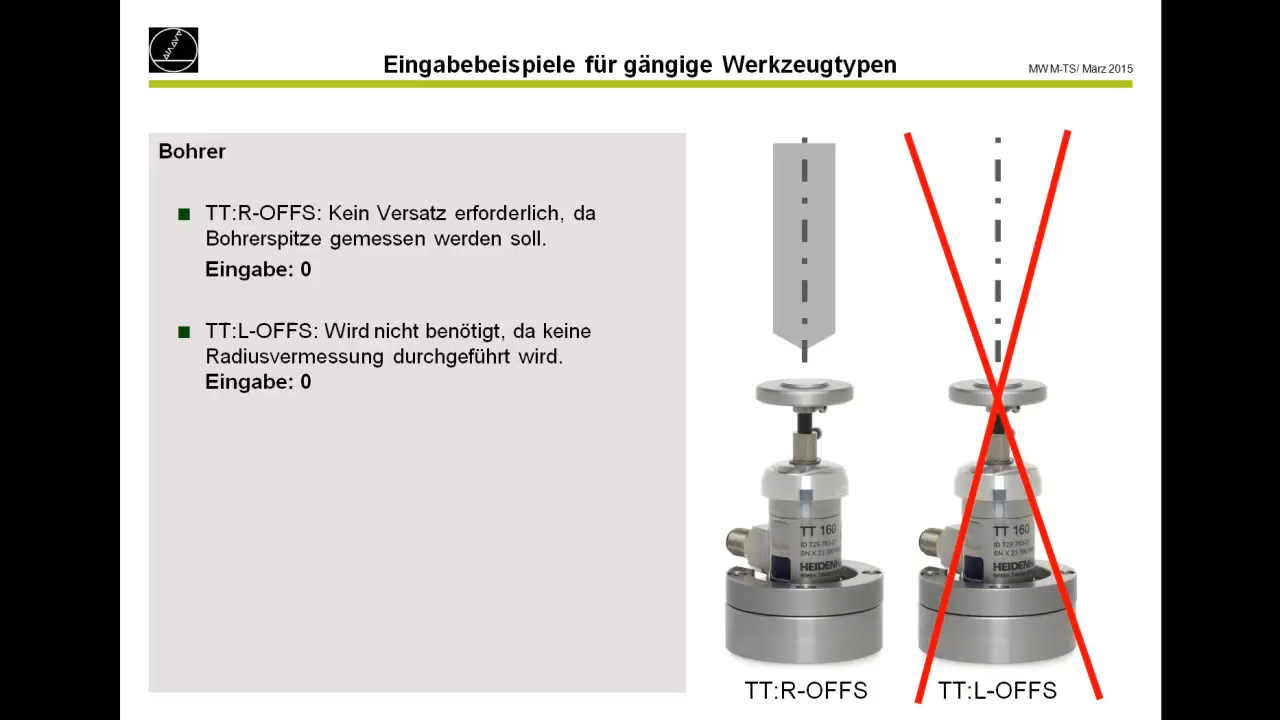 Eingabebeispiele für gängige Werkzeugtypen
MWM-TS/ März 2015
Bohrer
TT:R-OFFS: Kein Versatz erforderlich, da
Bohrerspitze gemessen werden soll.
Eingabe: 0
TT:L-OFFS: Wird nicht benötigt, da keine
Radiusvermessung durchgeführt wird.
Eingabe: 0
TT 160
HEIDENH
TT 160
HEIDENH
TT:R-OFFS
TT:L-OFFS